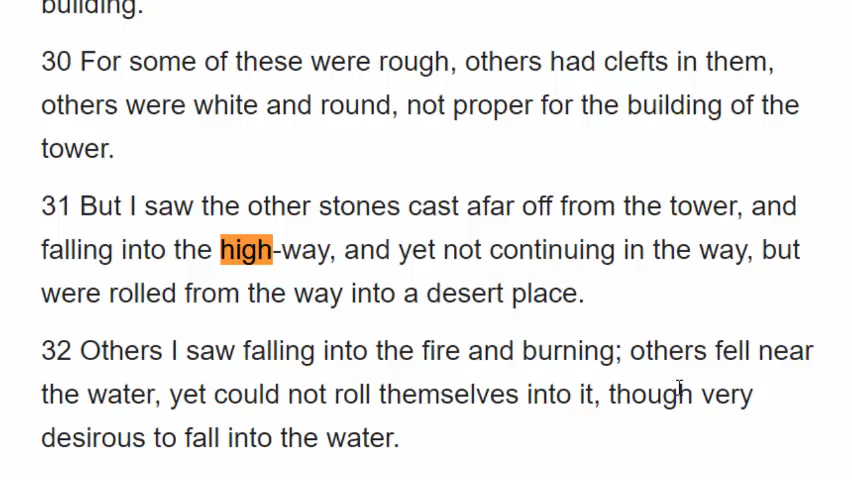 building.
30 For some of these were rough, others had clefts in them,
others were white and round, not proper for the building of the
tower.
31 But I saw the other stones cast afar off from the tower, and
falling into the high-way, and yet not continuing in the way, but
were rolled from the way into a desert place.
32 Others I saw falling into the fire and burning; others fell near
the water, yet could not roll themselves into it, though very
desirous to fall into the water.